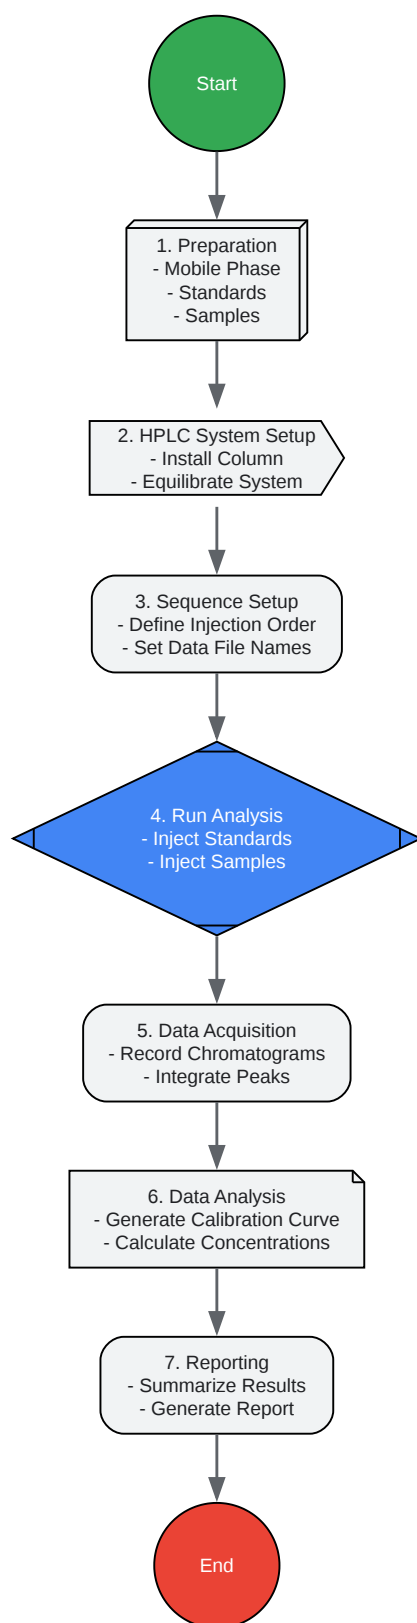 Start
1. Preparation
- Mobile Phase
- Standards
- Samples
2. HPLC System Setup
- Install Column
- Equilibrate System
3. Sequence Setup
- Define Injection Order
- Set Data File Names
4. Run Analysis
- Inject Standards
- Inject Samples
5. Data Acquisition
- Record Chromatograms
- Integrate Peaks
6. Data Analysis
- Generate Calibration Curve
- Calculate Concentrations
7. Reporting
- Summarize Results
- Generate Report
End